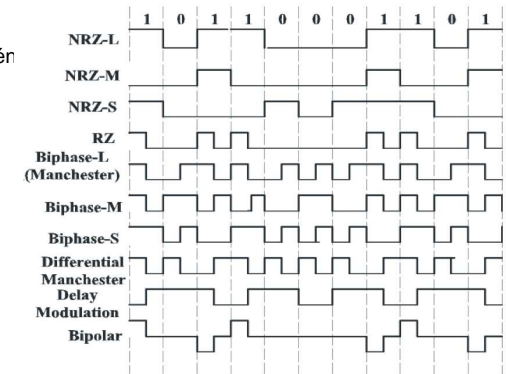 1 0 1 1 0 0 0 1 1 0 1
NRZ-L
én
NRZ-M
NRZ-S
RZ
Biphase-L
(Manchester)
Biphase-M
Biphase-S
Differential
Manchester
Delay
Modulation
Bipolar